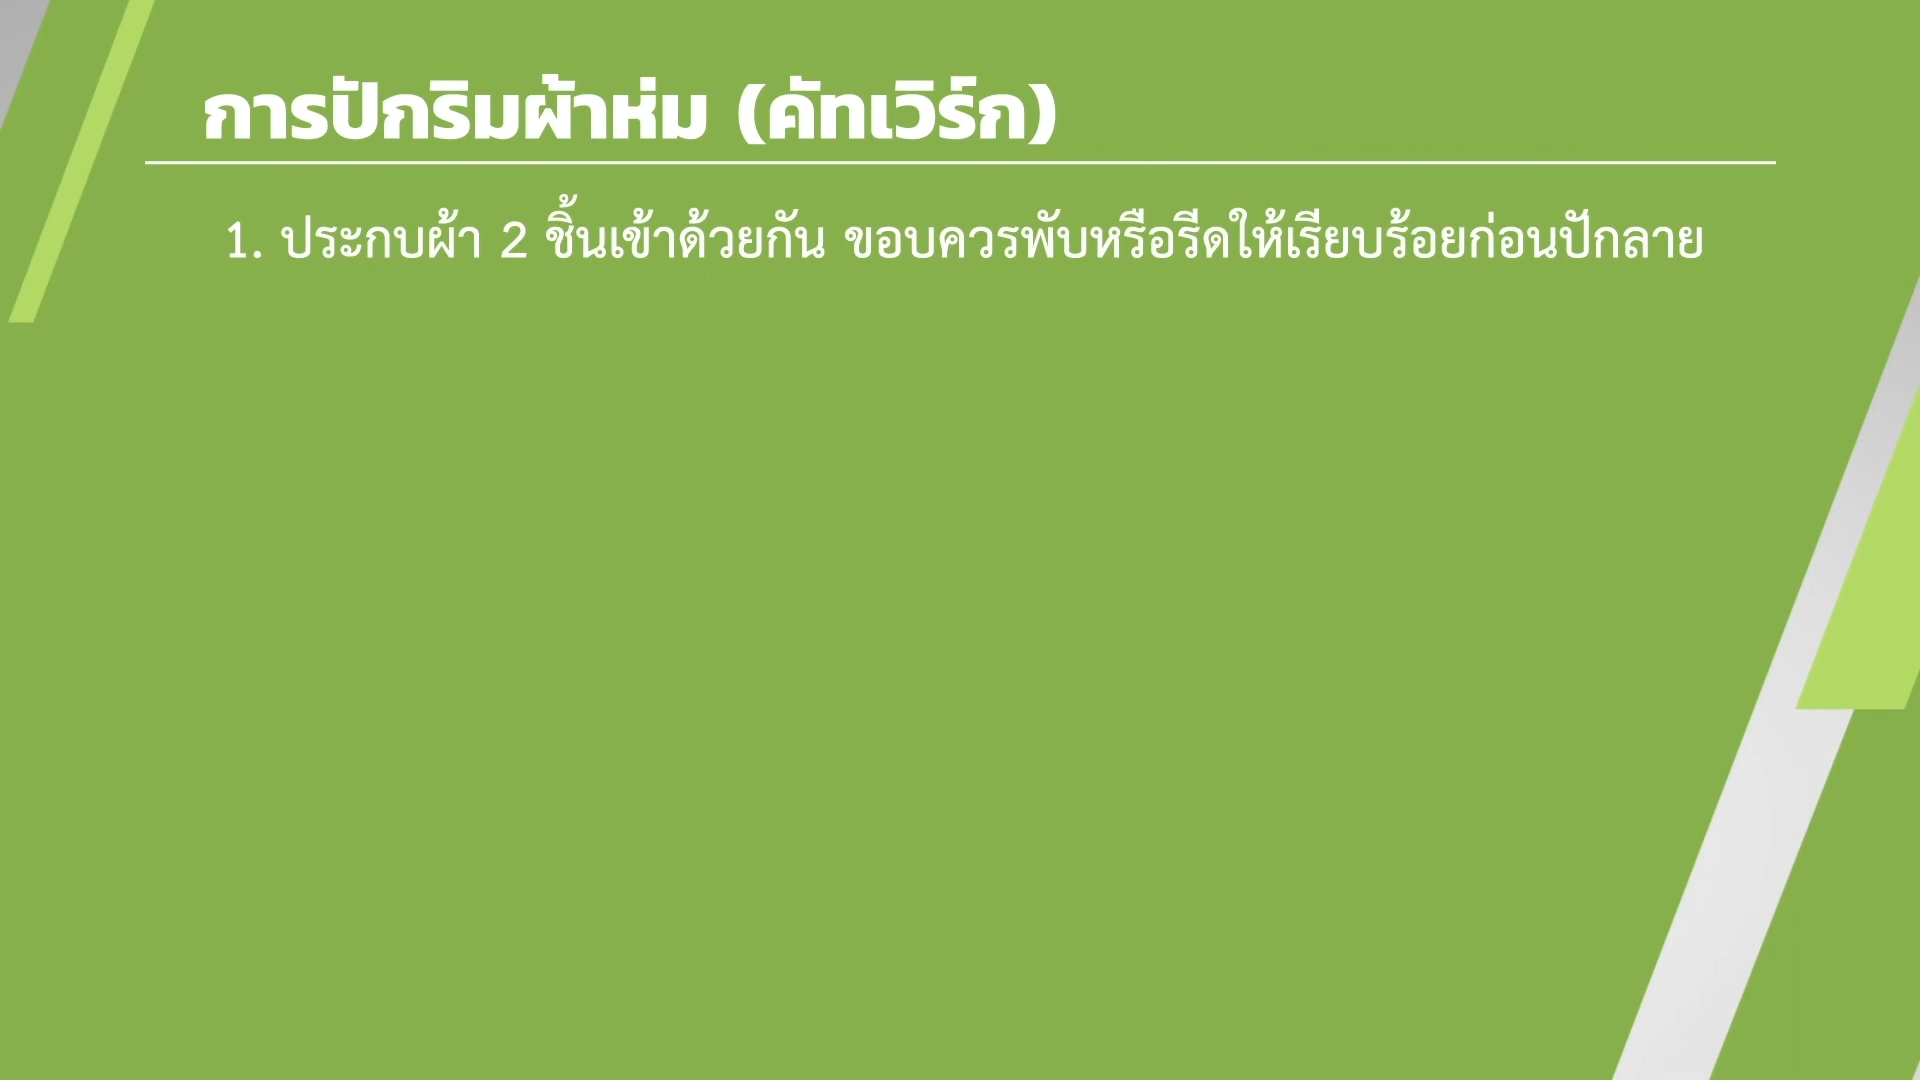 การปักริมผ้าห่ม (คัทเวิร์ก)
1. ประกบผ้า 2 ชิ้นเข้าด้วยกัน ขอบควรพับหรือรีดให้เรียบร้อยก่อนปักลาย